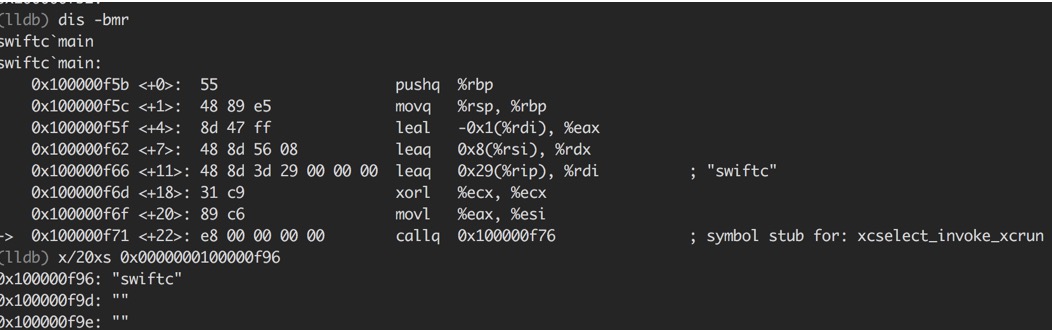 (lldb) dis -bmr
swiftc`main
swiftc`main:
0x100000f5b <+0>: 55 pushq %rbp
0x100000f5c <+1>: 48 89 e5 movq %rsp, %rbp
0x100000f5f <+4>: 8d 47 ff leal -0x1(%rdi), %eax
0x100000f62 <+7>: 48 8d 56 08 leaq 0x8(%rsi), %rdx
0x100000f66 <+11>: 48 8d 3d 29 00 00 00 leaq 0x29(%rip), %rdi ; "swiftc"
0x100000f6d <+18>: 31 c9 xorl %ecx, %ecx
0x100000f6f <+20>: 89 c6 movl %eax, %esi
-> 0x100000f71 <+22>: e8 00 00 00 00 callq 0x100000f76 ; symbol stub for: xcselect_invoke_xcrun
(lldb) x/20xs 0x0000000100000f96
0x100000f96: "swiftc"
0x100000f9d: ""
0x100000f9e: ""